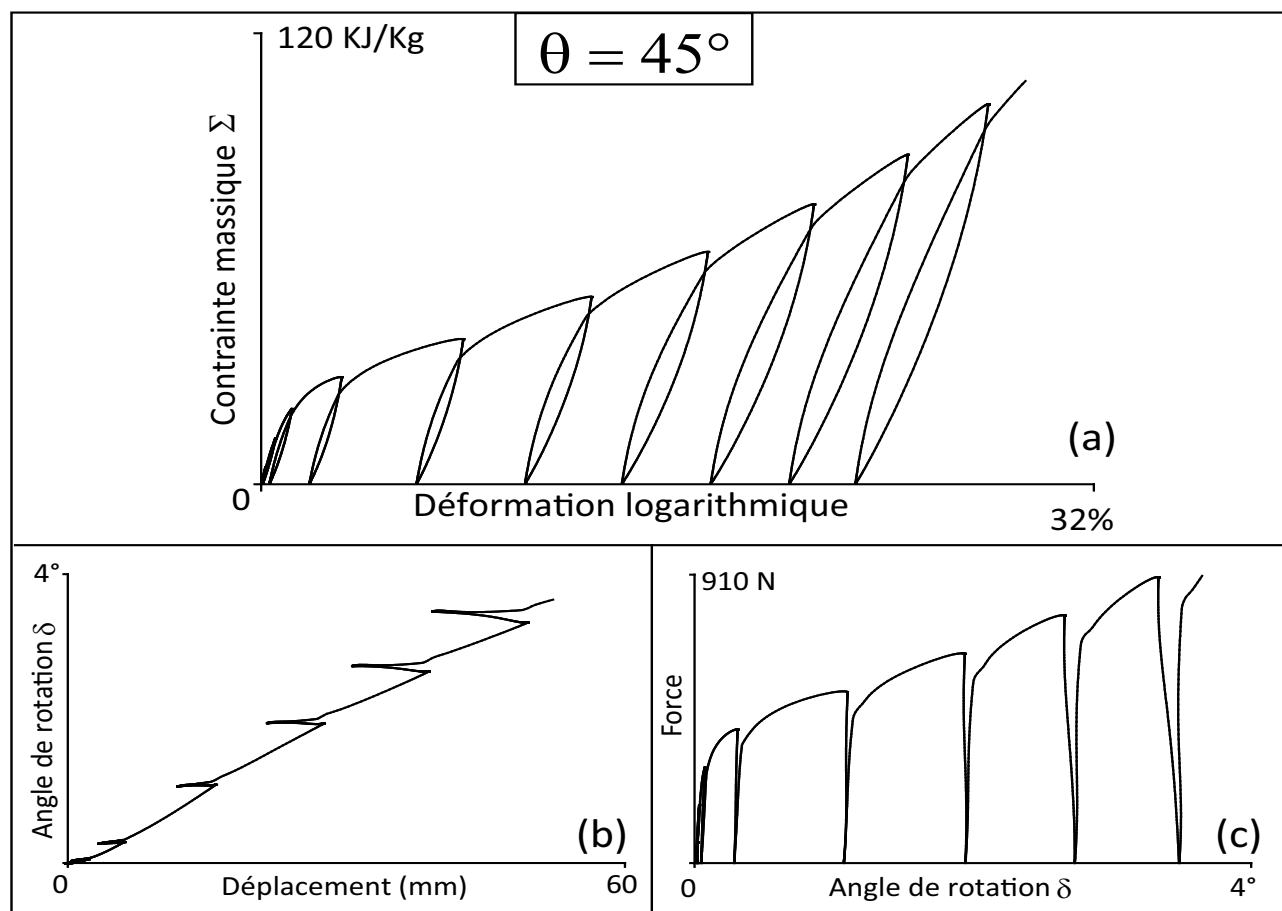 120 KJ/Kg
θ = 45°
Contrainte massique Σ
(a)
0
Déformation logarithmique
32%
4°
Angle de rotation δ
(b)
0
Déplacement (mm)
60
910 N
Force
(c)
0
Angle de rotation δ
4°